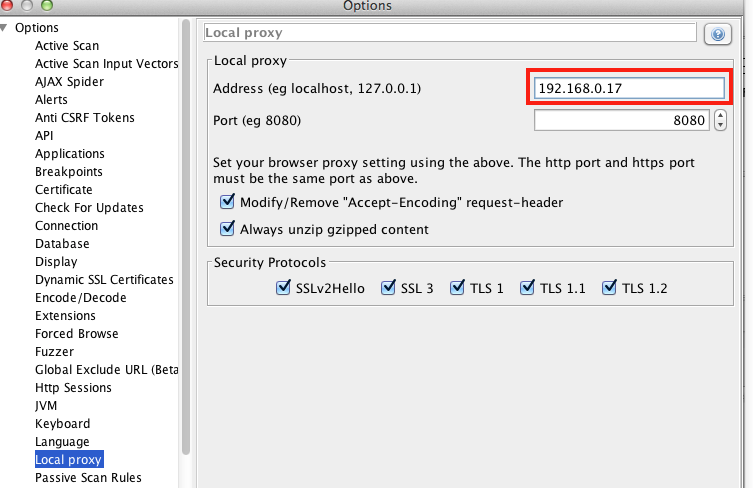 Options
Options
Active Scan
Active Scan Input Vectors
AJAX Spider
Alerts
Anti CSRF Tokens
API
Applications
Breakpoints
Certificate
Check For Updates
Connection
Database
Display
Dynamic SSL Certificates
Encode/Decode
Extensions
Forced Browse
Fuzzer
Global Exclude URL (Beta
Http Sessions
JVM
Keyboard
Language
Local proxy
Passive Scan Rules
Local proxy
?
Local proxy
Address (eg localhost, 127.0.0.1) 192.168.0.17
Port (eg 8080) 8080
Set your browser proxy setting using the above. The http port and https port
must be the same port as above.
Modify/Remove "Accept-Encoding" request-header
Always unzip gzipped content
Security Protocols
SSLv2Hello SSL 3 TLS 1 TLS 1.1 TLS 1.2